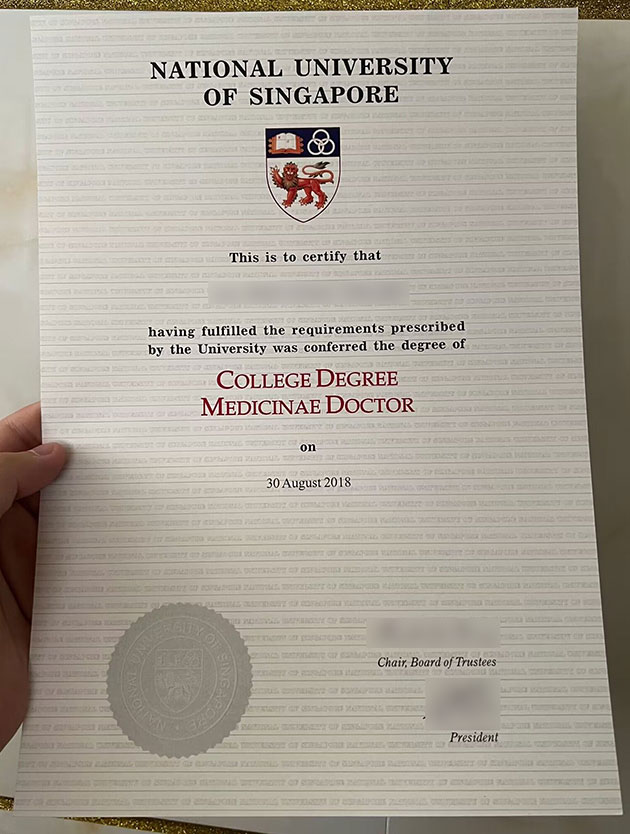 NATIONAL UNIVERSITY
OF SINGAPORE
This is to certify that
having fulfilled the requirements prescribed
by the University was conferred the degree of
COLLEGE DEGREE
MEDICINAE DOCTOR
on
30 August 2018
Chair, Board of Trustees
President